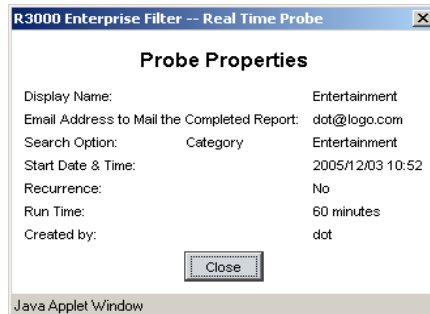 R3000 Enterprise Filter -- Real Time Probe
Probe Properties
Display Name: Entertainment
Email Address to Mail the Completed Report: dot@logo.com
Search Option: Category Entertainment
Start Date & Time: 2005/12/03 10:52
Recurrence: No
Run Time: 60 minutes
Created by: dot
Close
Java Applet Window